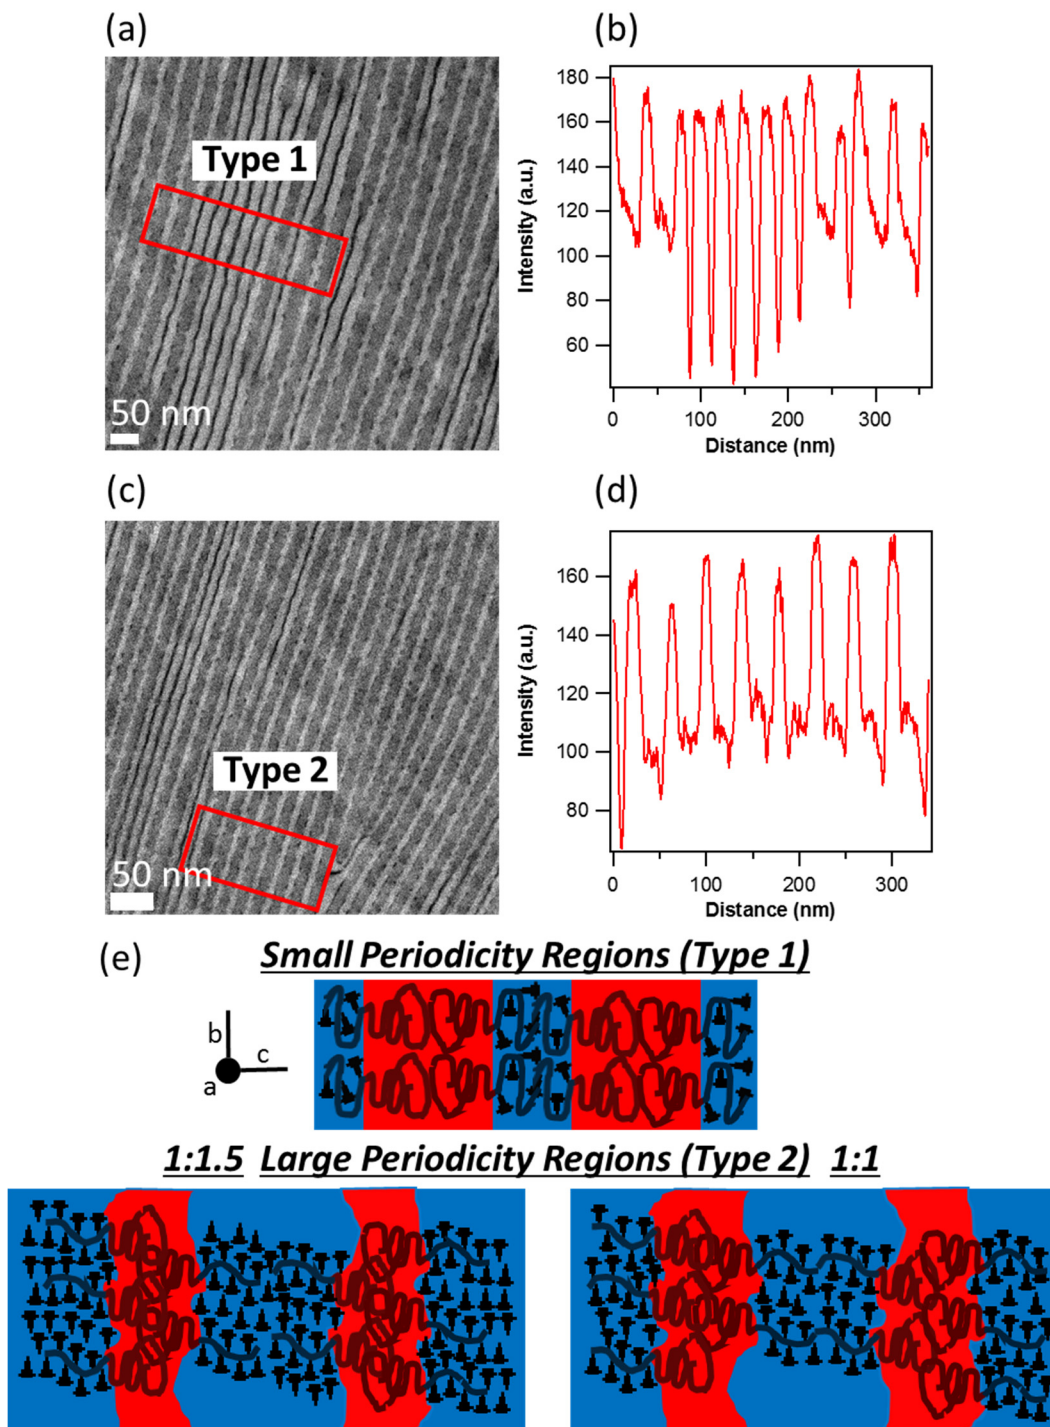 (a)
Type 1
50 nm
(b)
180
160
140
120
100
80
60
Intensity (a.u.)
0
100
200
300
Distance (nm)
(c)
Type 2
50 nm
(d)
160
140
120
100
80
Intensity (a.u.)
0
100
200
300
Distance (nm)
(e)
Small Periodicity Regions (Type 1)
b
c
a
1:1.5 Large Periodicity Regions (Type 2) 1:1